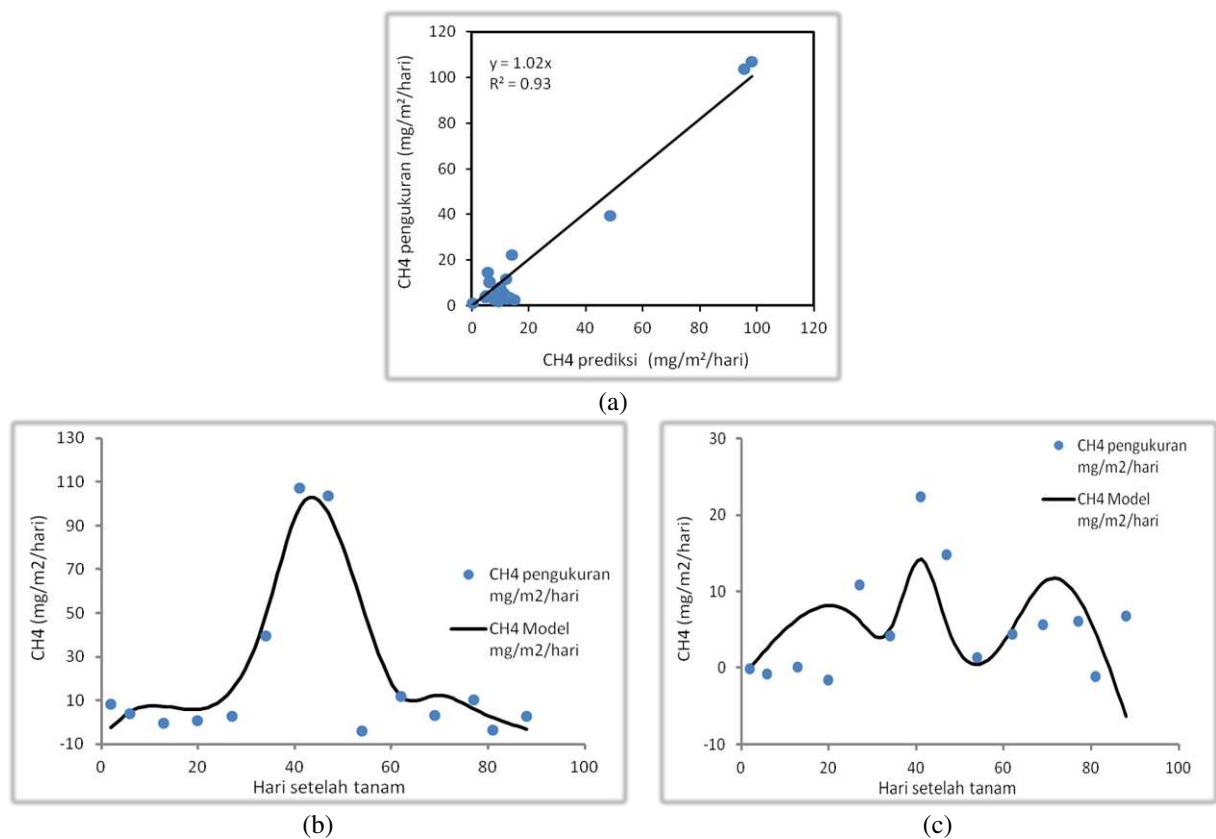 120
100
80
60
40
20
0
CH4 pengukuran (mg/m²/hari)
y = 1.02x
R² = 0.93
0 20 40 60 80 100 120
CH4 prediksi (mg/m²/hari)
(a)
130
110
90
70
50
30
10
-10
CH4 (mg/m2/hari)
CH4 pengukuran
mg/m2/hari
CH4 Model
mg/m2/hari
0 20 40 60 80 100
Hari setelah tanam
(b)
30
20
10
0
-10
CH4 (mg/m2/hari)
CH4 pengukuran
mg/m2/hari
CH4 Model
mg/m2/hari
0 20 40 60 80 100
Hari setelah tanam
(c)